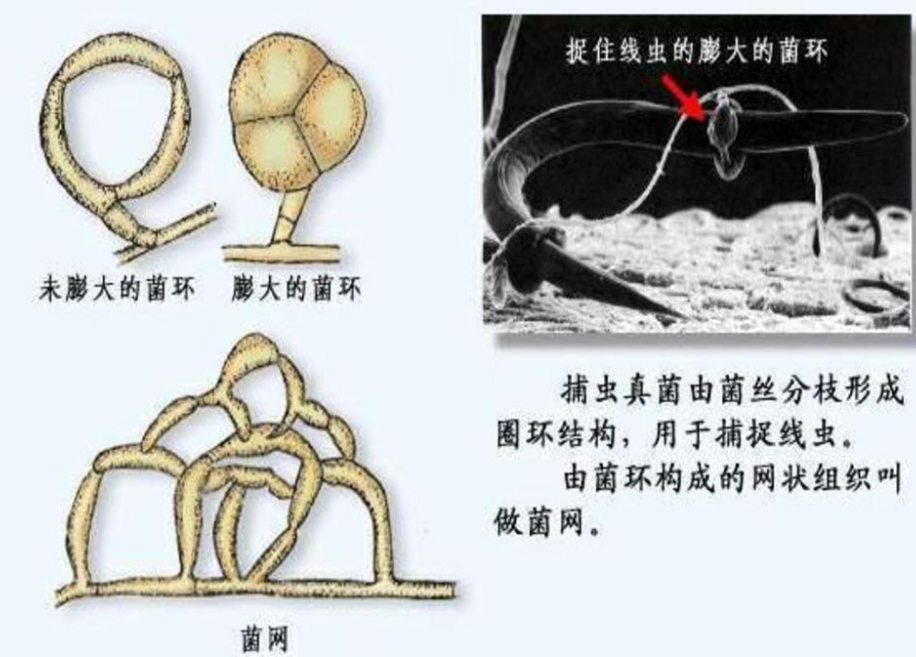 捉住线虫的膨大的菌环
未膨大的菌环
膨大的菌环
捕虫真菌由菌丝分枝形成
圈环结构，用于捕捉线虫。
由菌环构成的网状组织叫
做菌网。
菌网